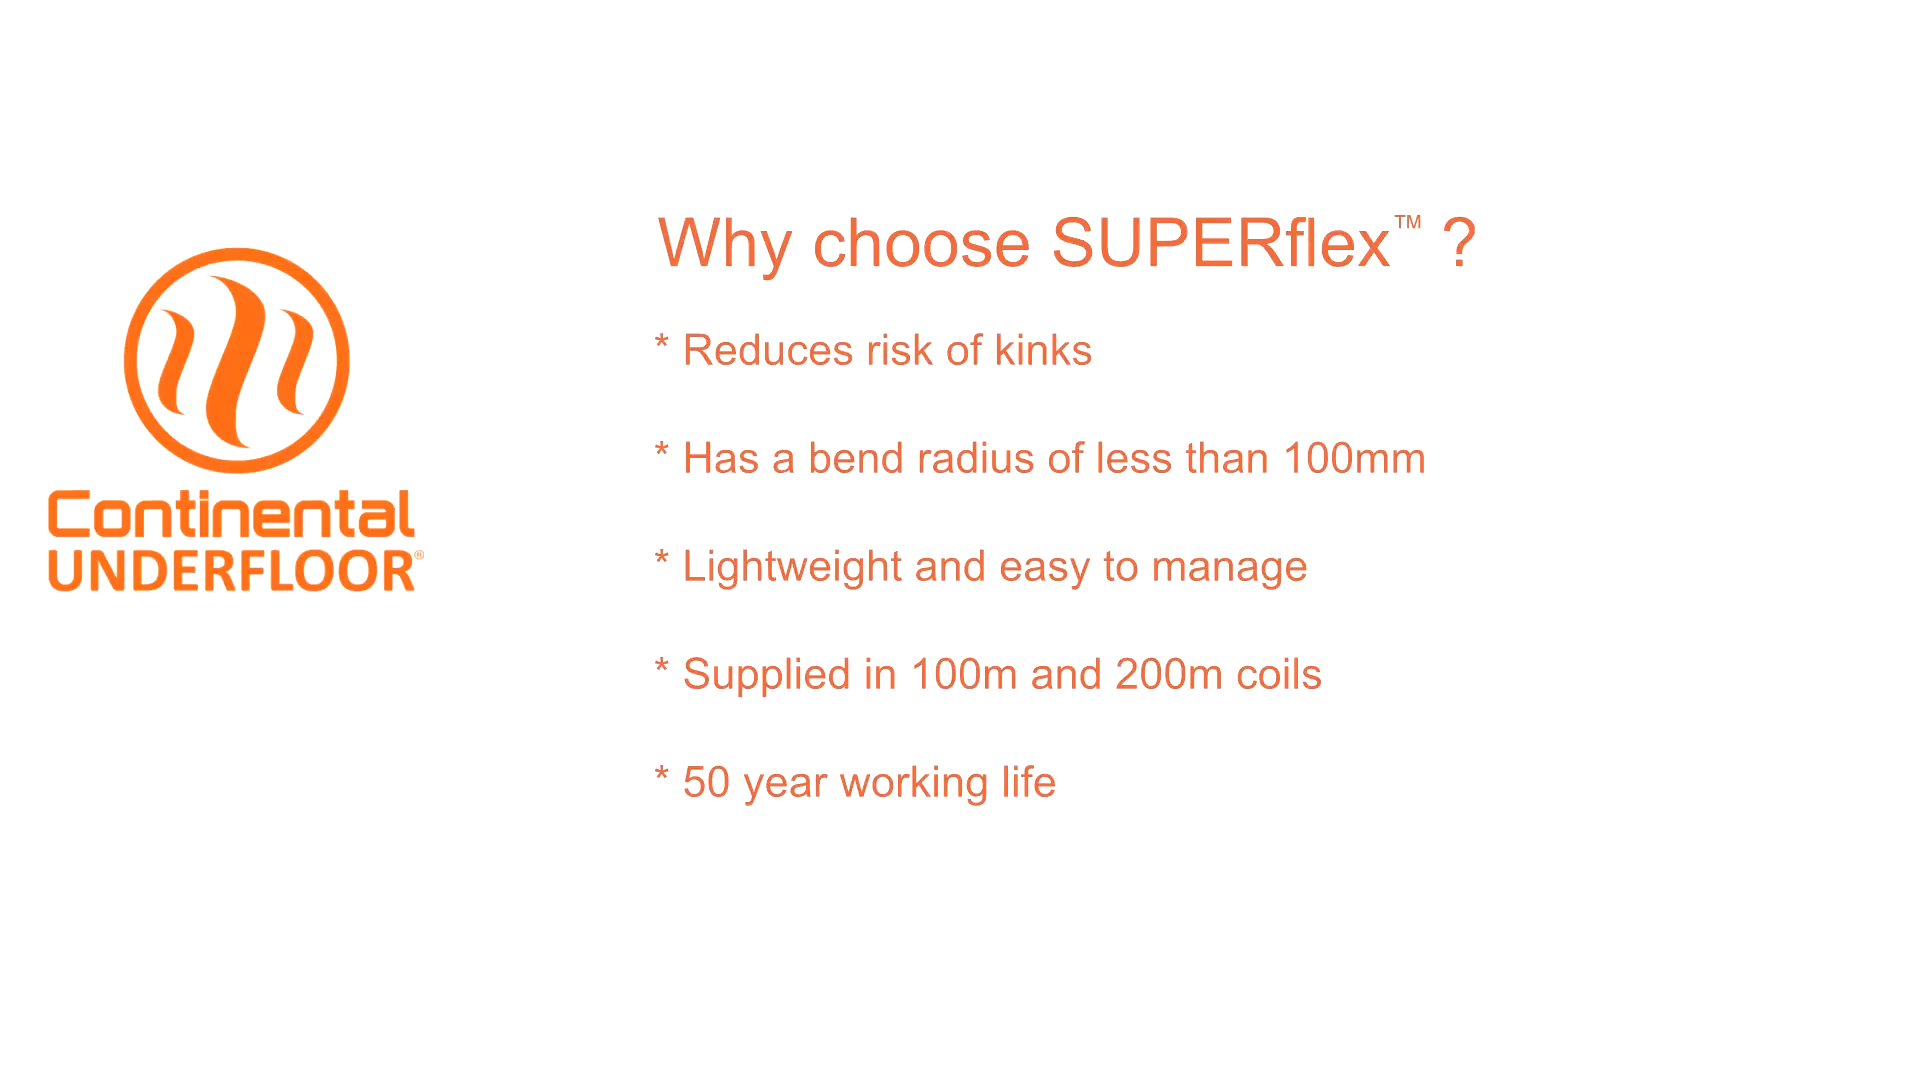 Continental
UNDERFLOOR®
Why choose SUPERflex™ ?
* Reduces risk of kinks
* Has a bend radius of less than 100mm
* Lightweight and easy to manage
* Supplied in 100m and 200m coils
* 50 year working life